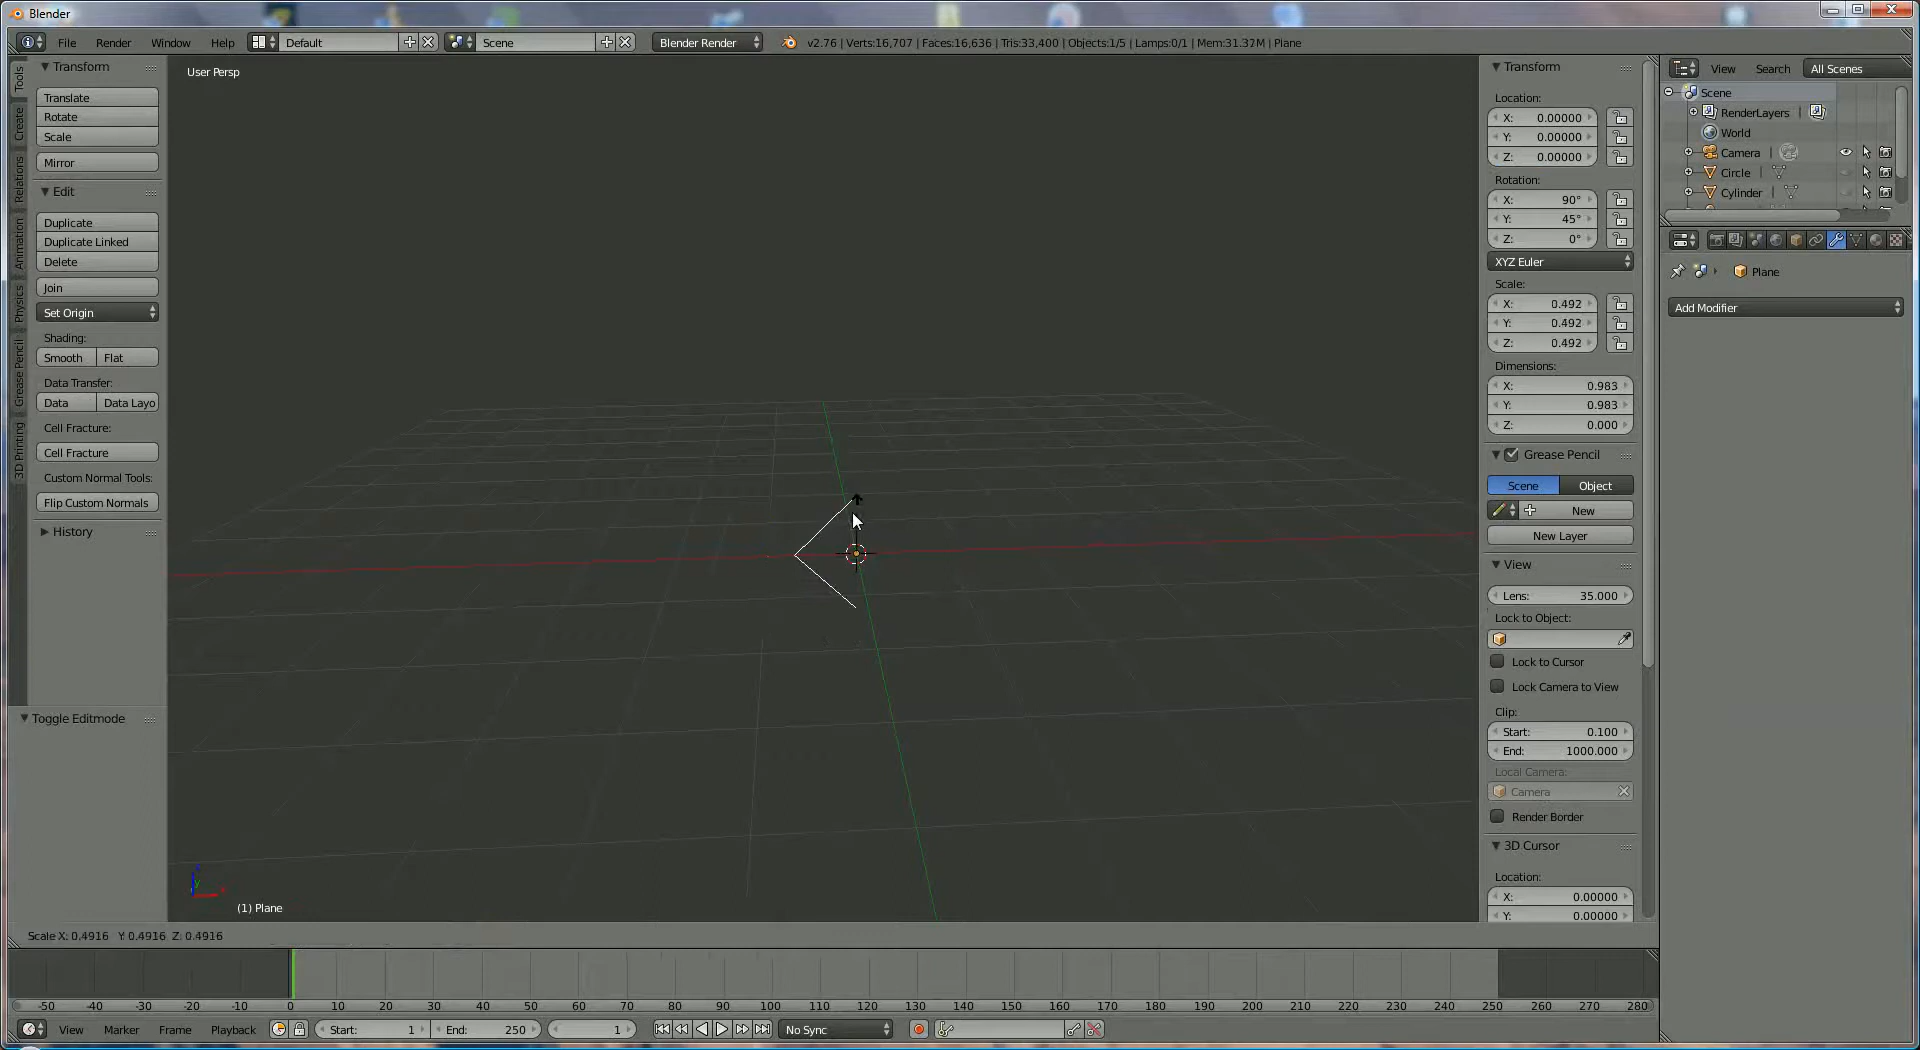 Blender
File Render Window Help Default Scene Blender Render v2.76 | Verts:16,707 | Faces:16,636 | Tris:33,400 | Objects:1/5 | Lamps:0/1 | Mem:31.37M | Plane
Tools
Create
Relations
Animation
Physics
Grease Pencil
3D Printing
Transform
Translate
Rotate
Scale
Mirror
Edit
Duplicate
Duplicate Linked
Delete
Join
Set Origin
Shading:
Smooth Flat
Data Transfer:
Data Data Layo
Cell Fracture:
Cell Fracture
Custom Normal Tools:
Flip Custom Normals
History
Toggle Editmode
User Persp
(1) Plane
Scale X: 0.4916 Y: 0.4916 Z: 0.4916
Transform
Location:
X: 0.00000
Y: 0.00000
Z: 0.00000
Rotation:
X: 90°
Y: 45°
Z: 0°
XYZ Euler
Scale:
X: 0.492
Y: 0.492
Z: 0.492
Dimensions:
X: 0.983
Y: 0.983
Z: 0.000
Grease Pencil
Scene Object
New
New Layer
View
Lens: 35.000
Lock to Object:
Lock to Cursor
Lock Camera to View
Clip:
Start: 0.100
End: 1000.000
Local Camera:
Camera
Render Border
3D Cursor
Location:
X: 0.00000
Y: 0.00000
View Search All Scenes
Scene
RenderLayers
World
Camera
Circle
Cylinder
Plane
Add Modifier
-50 -40 -30 -20 -10 0 10 20 30 40 50 60 70 80 90 100 110 120 130 140 150 160 170 180 190 200 210 220 230 240 250 260 270 280
View Marker Frame Playback Start: 1 End: 250 1 No Sync